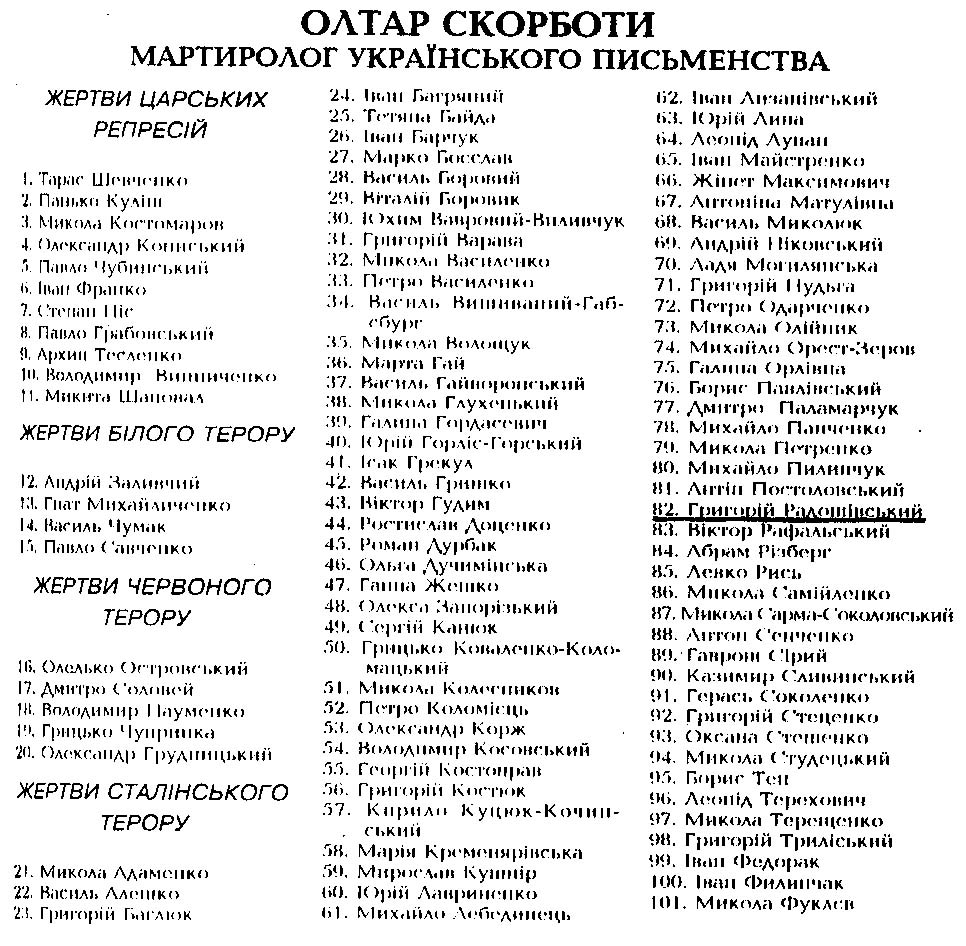 ОЛТАР СКОРБОТИ
МАРТИРОЛОГ УКРАЇНСЬКОГО ПИСЬМЕНСТВА
ЖЕРТВИ ЦАРСЬКИХ
РЕПРЕСІЙ
1. Тарас Шевченко
2. Панько Куліш
3. Микола Костомаров
4. Олександр Кониський
5. Павло Чубинський
6. Іван Франко
7. Степан Ніс
8. Павло Грабовський
9. Архип Тесленко
10. Володимир Винниченко
11. Микита Шаповал
ЖЕРТВИ БІЛОГО ТЕРОРУ
12. Андрій Заливчий
13. Гнат Михайличенко
14. Василь Чумак
15. Павло Савченко
ЖЕРТВИ ЧЕРВОНОГО
ТЕРОРУ
16. Олелько Островський
17. Дмитро Соловей
18. Володимир Науменко
19. Грицько Чупринка
20. Олександр Грудницький
ЖЕРТВИ СТАЛІНСЬКОГО
ТЕРОРУ
21. Микола Адаменко
22. Василь Алешко
23. Григорій Баглюк
24. Іван Багряний
25. Тетяна Байда
26. Іван Барчук
27. Марко Боєслав
28. Василь Боровий
29. Віталій Боровик
30. Юхим Вавровий-Виливчук
31. Григорій Варава
32. Микола Василенко
33. Петро Василенко
34. Василь Вишиваний-Габ-
сбург
35. Микола Волощук
36. Марта Гай
37. Василь Гайворонський
38. Микола Глухенький
39. Галина Гордасевич
40. Юрій Горліс-Горський
41. Ісак Грекул
42. Василь Гришко
43. Віктор Гудим
44. Ростислав Доценко
45. Роман Дурбак
46. Ольга Дучимінська
47. Ганна Жешко
48. Олекса Запорізький
49. Сергій Канюк
50. Грицько Коваленко-Коло-
мацький
51. Микола Колесников
52. Петро Коломієць
53. Олександр Корж
54. Володимир Косовський
55. Георгій Костоправ
56. Григорій Костюк
57. Кирило Куцюк-Кочин-
ський
58. Марія Кременярівська
59. Мирослав Кушнір
60. Юрій Лавриненко
61. Михайло Лебединець
62. Іван Лизанівський
63. Юрій Липа
64. Леонід Лупан
65. Іван Майстренко
66. Жінет Максимович
67. Антоніна Матулівна
68. Василь Миколюк
69. Андрій Ніковський
70. Ладя Могилянська
71. Григорій Нудьга
72. Петро Одарченко
73. Микола Олійник
74. Михайло Орест-Зеров
75. Галина Орлівна
76. Борис Павлівський
77. Дмитро Паламарчук
78. Михайло Панченко
79. Микола Петренко
80. Михайло Пилинчук
81. Антін Постоловський
82. Григорій Радошівський
83. Віктор Рафальський
84. Абрам Різберг
85. Левко Рись
86. Микола Самійленко
87. Микола Сарма-Соколовський
88. Антон Сенченко
89. Гаврош Сірий
90. Казимир Сливинський
91. Герась Соколенко
92. Григорій Стеценко
93. Оксана Стешенко
94. Микола Студецький
95. Борис Тен
96. Леонід Терехович
97. Микола Терещенко
98. Григорій Триліський
99. Іван Федорак
100. Іван Филипчак
101. Микола Фуклев